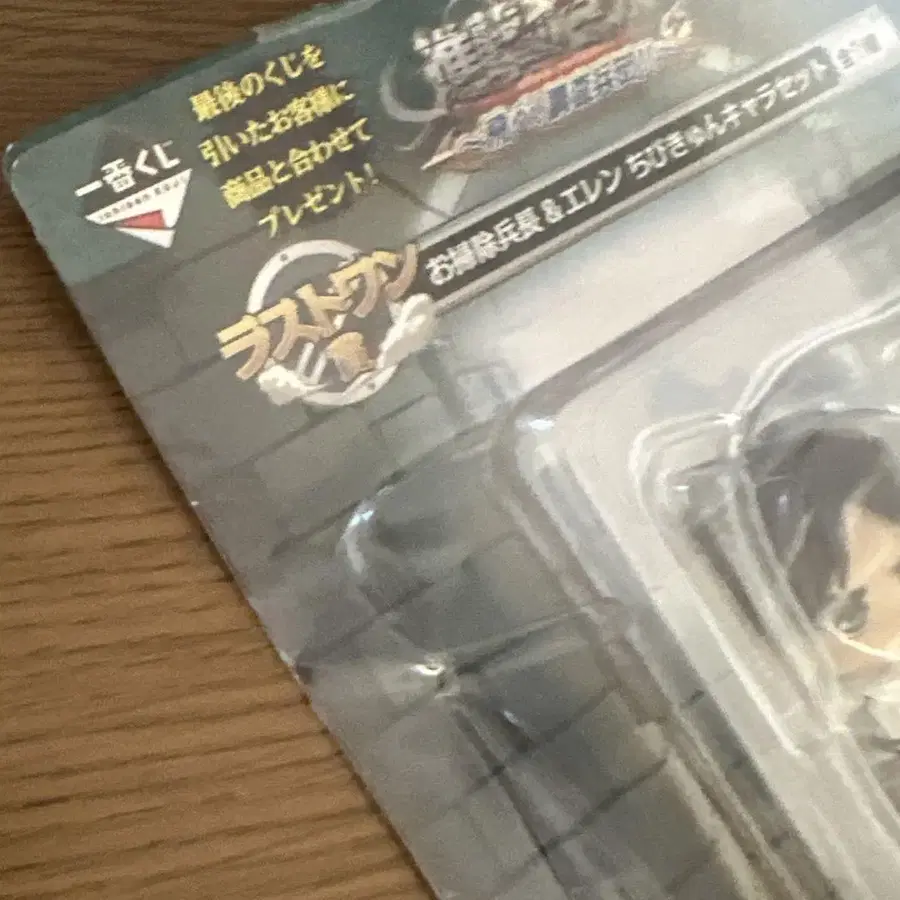 一番くじ
最後のくじを
引いたお客様に
商品と合わせて
プレゼント!
ラストワン
賞
お掃除兵長&エレン ちびきゅんキャラセット